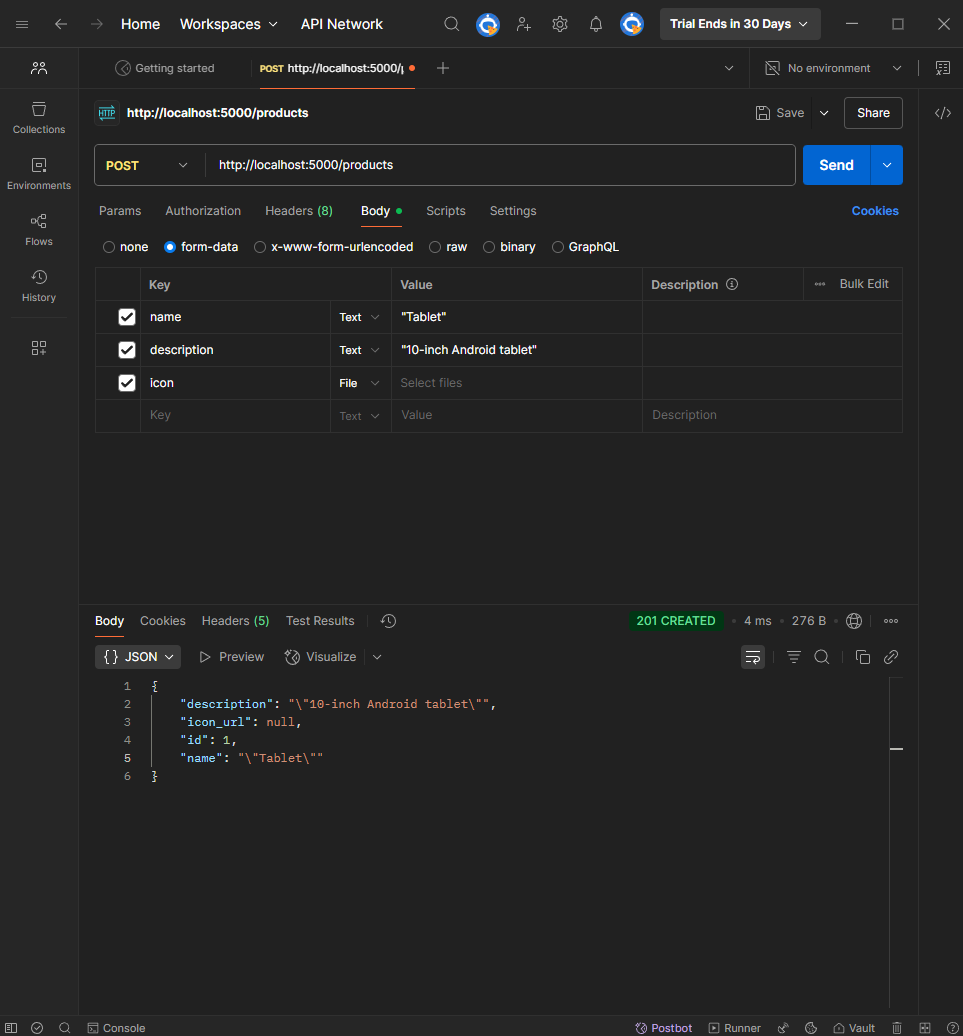 Home Workspaces API Network Trial Ends in 30 Days
Getting started POST http://localhost:5000/p No environment
HTTP http://localhost:5000/products Save Share
Collections
Environments
Flows
History
POST http://localhost:5000/products Send
Params Authorization Headers (8) Body Scripts Settings Cookies
none form-data x-www-form-urlencoded raw binary GraphQL
Key Value Description Bulk Edit
name Text "Tablet"
description Text "10-inch Android tablet"
icon File Select files
Key Text Value Description
Body Cookies Headers (5) Test Results 201 CREATED 4 ms 276 B
{} JSON Preview Visualize
1 {
2 "description": "\"10-inch Android tablet\"",
3 "icon_url": null,
4 "id": 1,
5 "name": "\"Tablet\""
6 }
Console Postbot Runner Vault